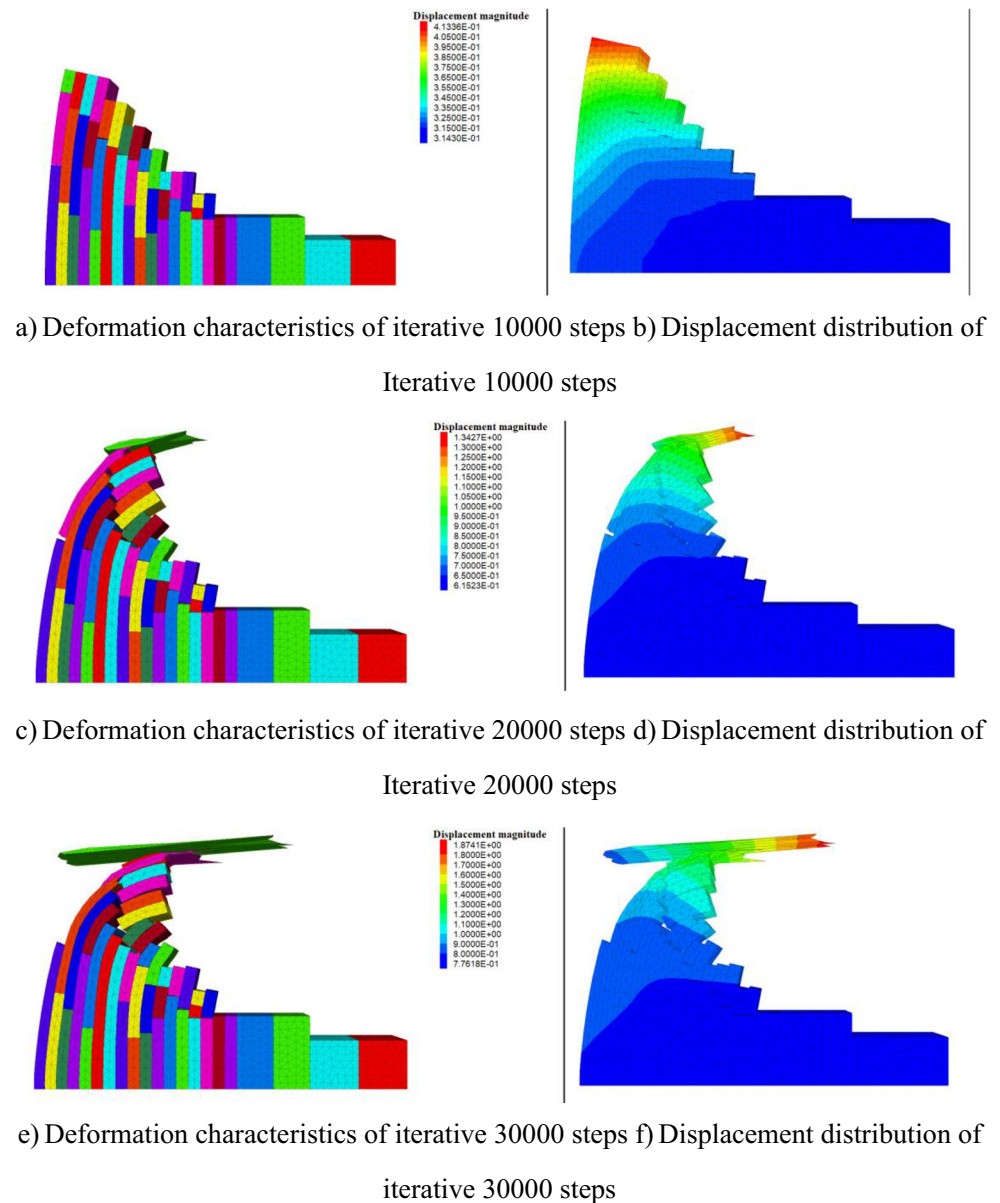 Displacement magnitude
4.1336E-01
4.0500E-01
3.9500E-01
3.8500E-01
3.7500E-01
3.6500E-01
3.5500E-01
3.4500E-01
3.3500E-01
3.2500E-01
3.1500E-01
3.1430E-01
a) Deformation characteristics of iterative 10000 steps b) Displacement distribution of
Iterative 10000 steps
Displacement magnitude
1.3427E+00
1.3000E+00
1.2500E+00
1.2000E+00
1.1500E+00
1.1000E+00
1.0500E+00
1.0000E+00
9.5000E-01
9.0000E-01
8.5000E-01
8.0000E-01
7.5000E-01
7.0000E-01
6.5000E-01
6.1523E-01
c) Deformation characteristics of iterative 20000 steps d) Displacement distribution of
Iterative 20000 steps
Displacement magnitude
1.8741E+00
1.8000E+00
1.7000E+00
1.6000E+00
1.5000E+00
1.4000E+00
1.3000E+00
1.2000E+00
1.1000E+00
1.0000E+00
9.0000E-01
8.0000E-01
7.7618E-01
e) Deformation characteristics of iterative 30000 steps f) Displacement distribution of
iterative 30000 steps